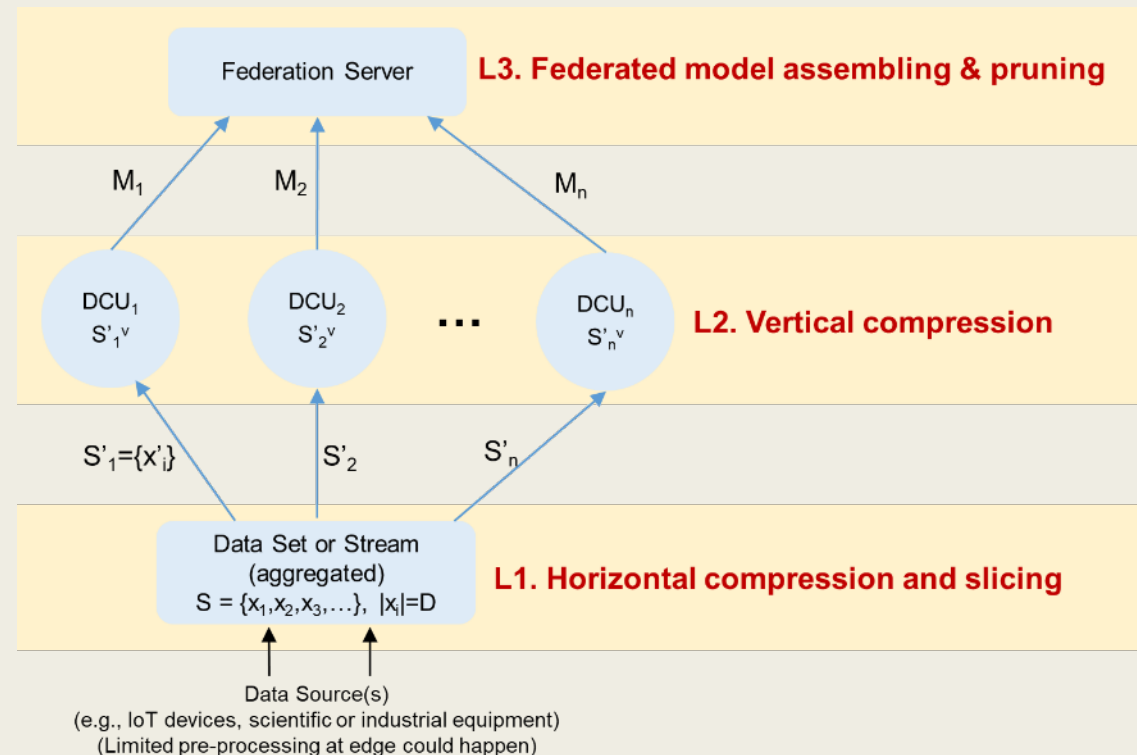 Federation Server
L3. Federated model assembling & pruning
M₁
M₂
Mₙ
DCU₁
S'₁ᵛ
DCU₂
S'₂ᵛ
...
DCUₙ
S'ₙᵛ
L2. Vertical compression
S'₁={x'ᵢ}
S'₂
S'ₙ
Data Set or Stream
(aggregated)
S = {x₁,x₂,x₃,...}, |xᵢ|=D
L1. Horizontal compression and slicing
Data Source(s)
(e.g., IoT devices, scientific or industrial equipment)
(Limited pre-processing at edge could happen)